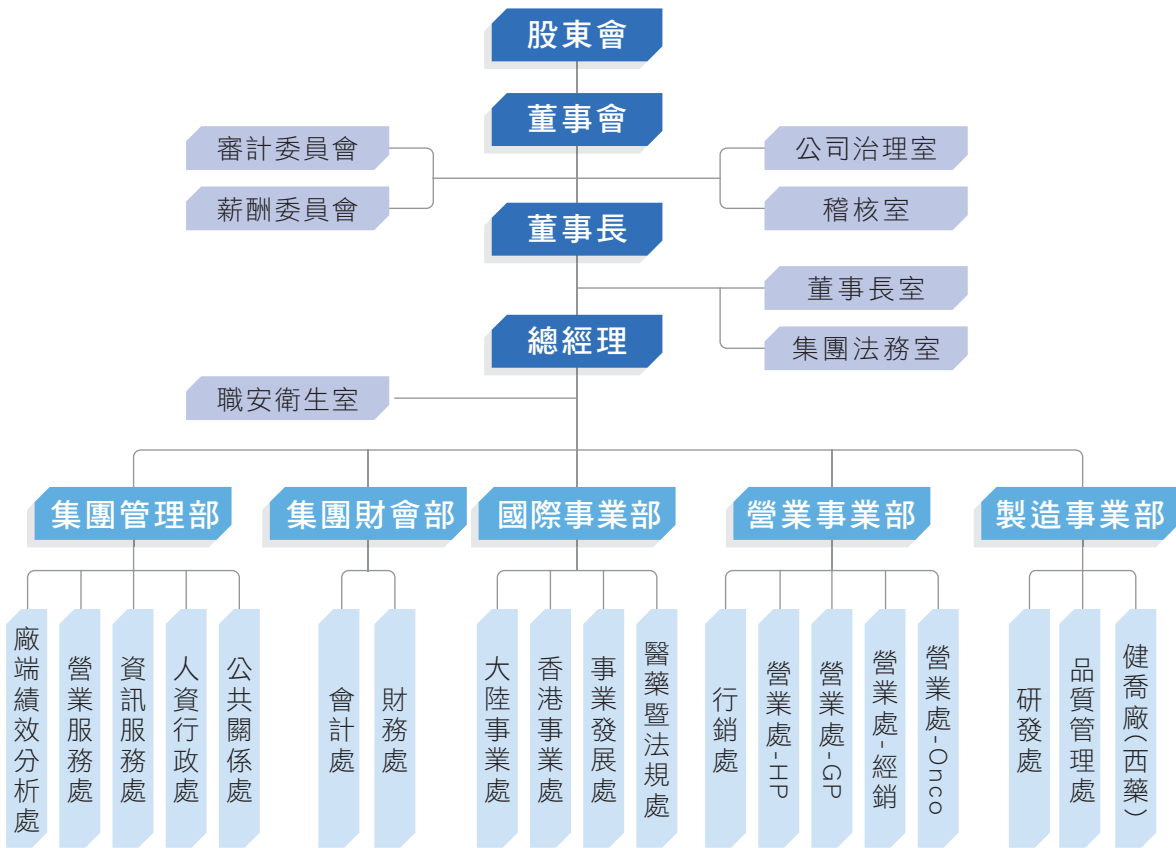 股東會
董事會
審計委員會
公司治理室
薪酬委員會
稽核室
董事長
董事長室
總經理
集團法務室
職安衛生室
集團管理部
集團財會部
國際事業部
營業事業部
製造事業部
廠端績效分析處
營業服務處
資訊服務處
人資行政處
公共關係處
會計處
財務處
大陸事業處
香港事業處
事業發展處
醫藥暨法規處
行銷處
營業處-HP
營業處-GP
營業處-經銷
營業處-Onco
研發處
品質管理處
健喬廠(西藥)